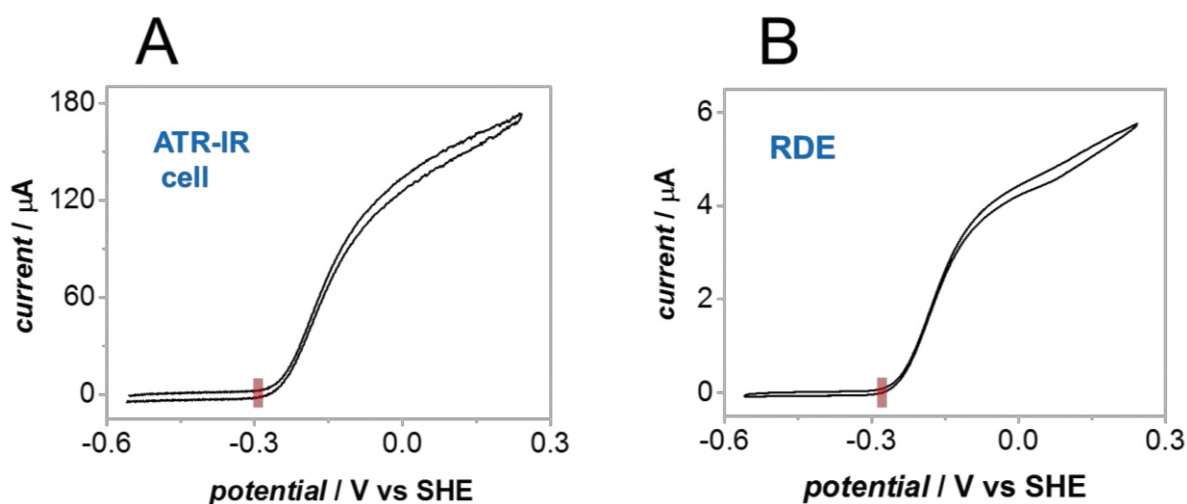 A
B
180
120
60
0
current / μA
ATR-IR
cell
-0.6
-0.3
0.0
0.3
potential / V vs SHE
6
4
2
0
current / μA
RDE
-0.6
-0.3
0.0
0.3
potential / V vs SHE